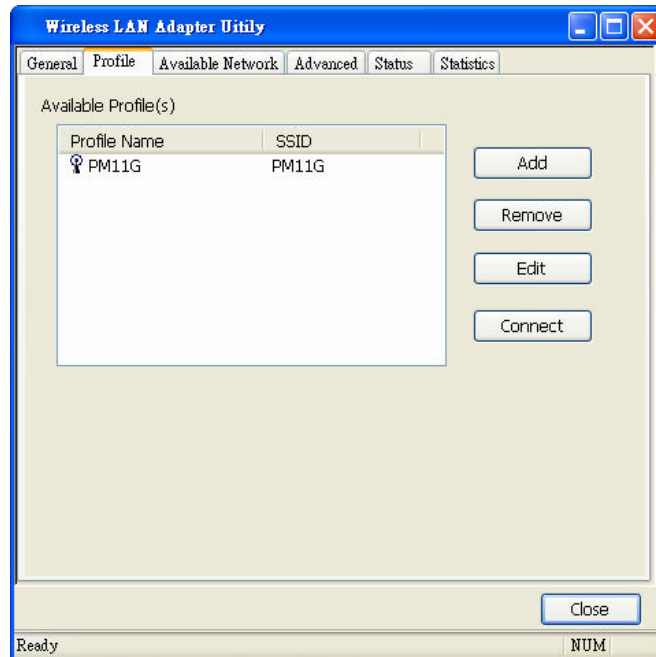 Wireless LAN Adapter Uitily
General Profile Available Network Advanced Status Statistics
Available Profile(s)
Profile Name SSID
PM11G PM11G
Add
Remove
Edit
Connect
Close
Ready NUM